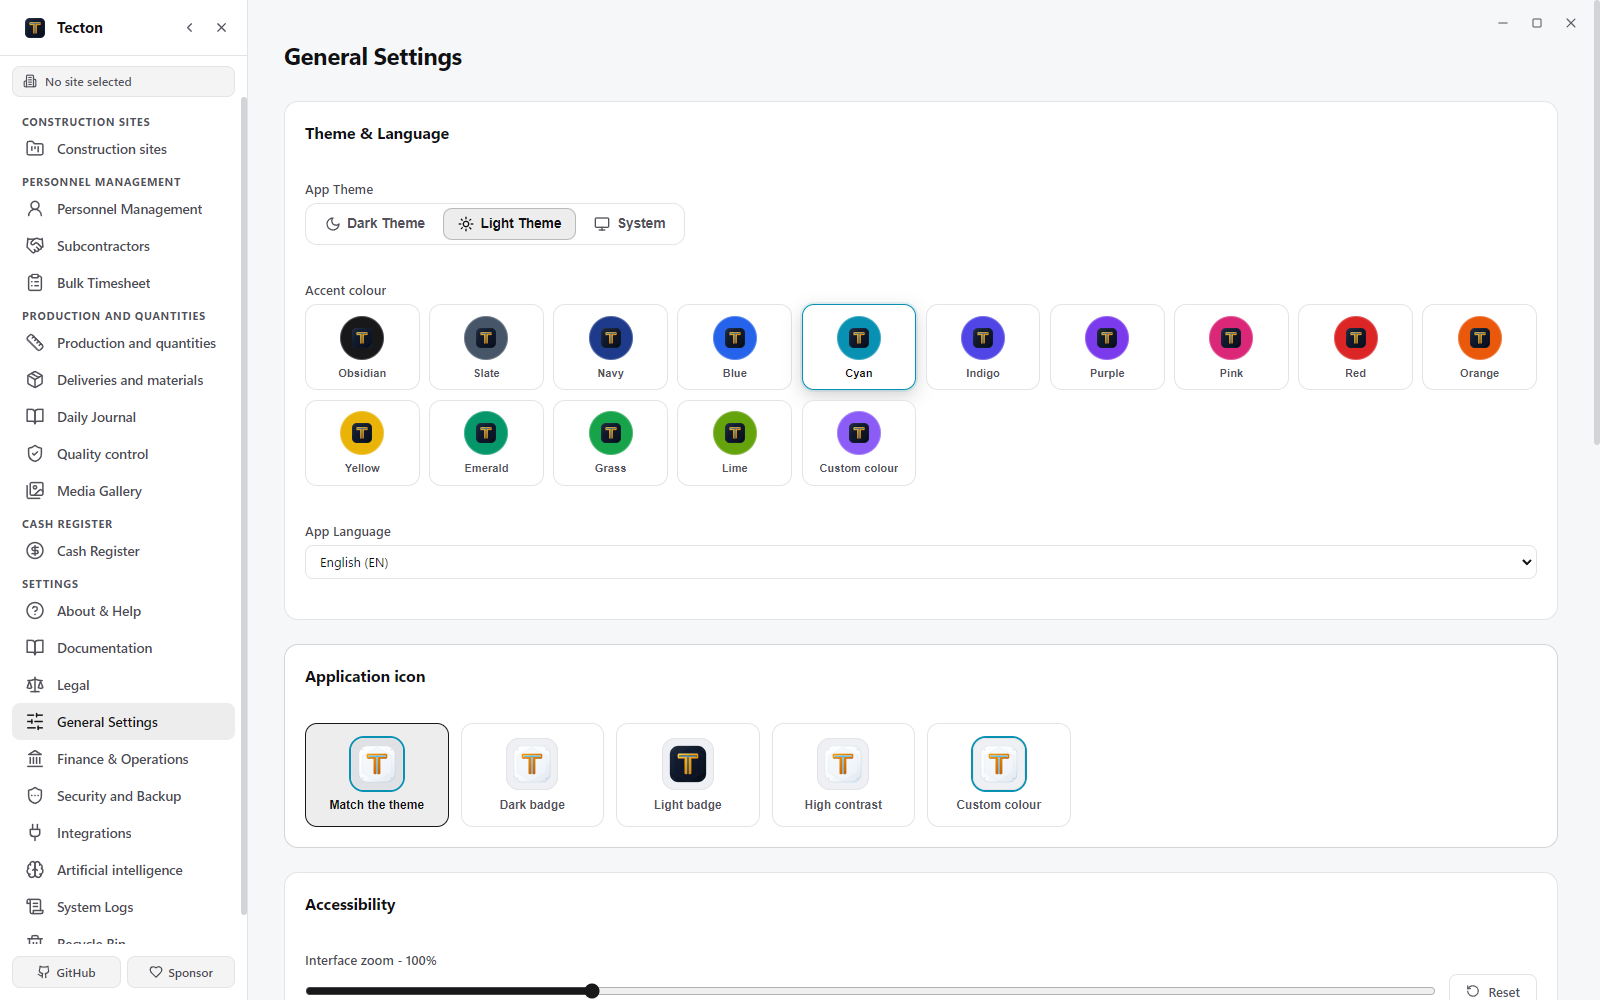 Tecton
No site selected
CONSTRUCTION SITES
Construction sites
PERSONNEL MANAGEMENT
Personnel Management
Subcontractors
Bulk Timesheet
PRODUCTION AND QUANTITIES
Production and quantities
Deliveries and materials
Daily Journal
Quality control
Media Gallery
CASH REGISTER
Cash Register
SETTINGS
About & Help
Documentation
Legal
General Settings
Finance & Operations
Security and Backup
Integrations
Artificial intelligence
System Logs
Recycle Bin
GitHub
Sponsor
General Settings
Theme & Language
App Theme
Dark Theme
Light Theme
System
Accent colour
Obsidian
Slate
Navy
Blue
Cyan
Indigo
Purple
Pink
Red
Orange
Yellow
Emerald
Grass
Lime
Custom colour
App Language
English (EN)
Application icon
Match the theme
Dark badge
Light badge
High contrast
Custom colour
Accessibility
Interface zoom - 100%
Reset